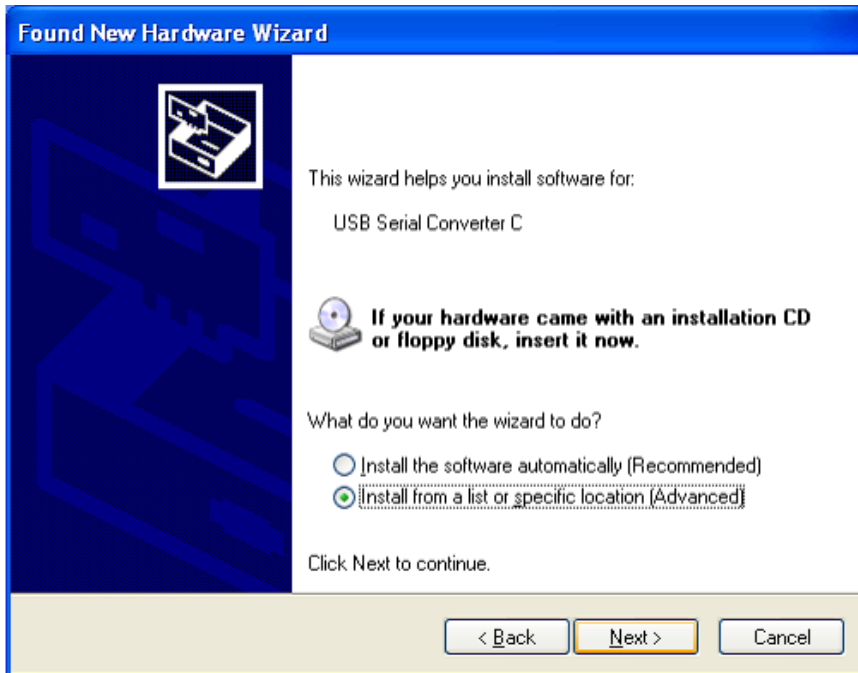 Found New Hardware Wizard
This wizard helps you install software for:
USB Serial Converter C
If your hardware came with an installation CD
or floppy disk, insert it now.
What do you want the wizard to do?
Install the software automatically (Recommended)
Install from a list or specific location (Advanced)
Click Next to continue.
< Back Next > Cancel